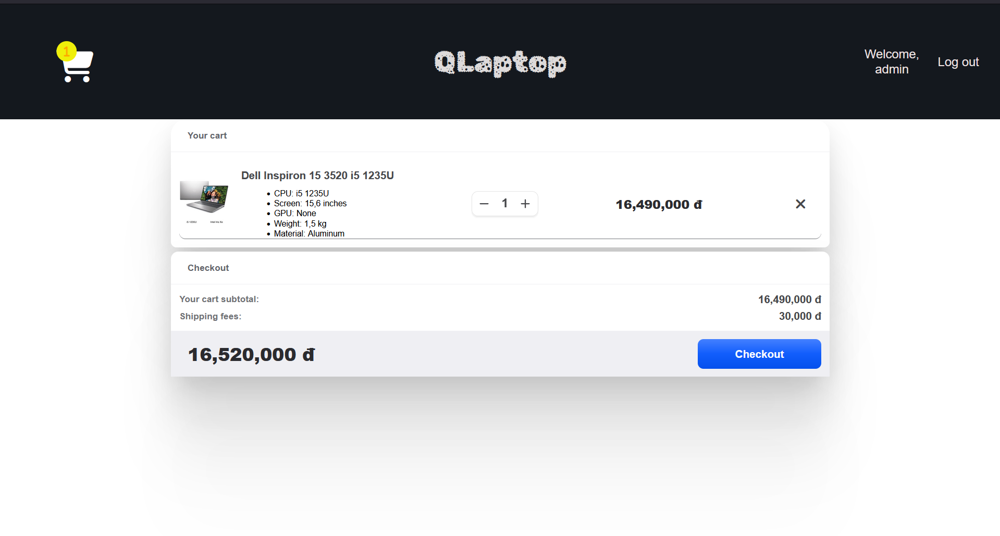 1
QLaptop
Welcome,
admin
Log out
Your cart
Dell Inspiron 15 3520 i5 1235U
CPU: i5 1235U
Screen: 15,6 inches
GPU: None
Weight: 1,5 kg
Material: Aluminum
i5 1235U
Intel Iris Xe
1
16,490,000 đ
Checkout
Your cart subtotal:
16,490,000 đ
Shipping fees:
30,000 đ
16,520,000 đ
Checkout